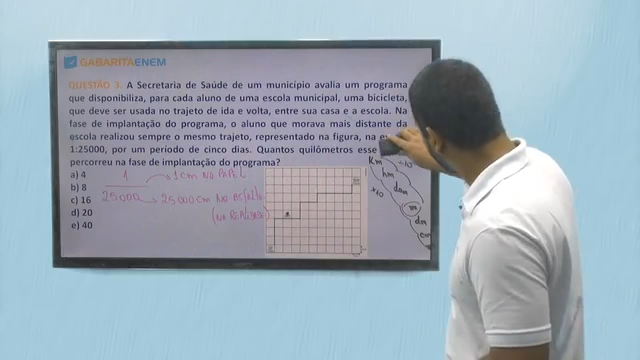 GABARITAENEM
QUESTÃO 3. A Secretaria de Saúde de um município avalia um programa
que disponibiliza, para cada aluno de uma escola municipal, uma bicicleta,
que deve ser usada no trajeto de ida e volta, entre sua casa e a escola. Na
fase de implantação do programa, o aluno que morava mais distante da
escola realizou sempre o mesmo trajeto, representado na figura, na
1:25000, por um período de cinco dias. Quantos quilômetros esse
percorreu na fase de implantação do programa?
a) 4
b) 8
c) 16
d) 20
e) 40
1
25000
1 cm NO PAPEL
25000 cm NO
Km
÷10
hm
dam
x10
m
dm
cm